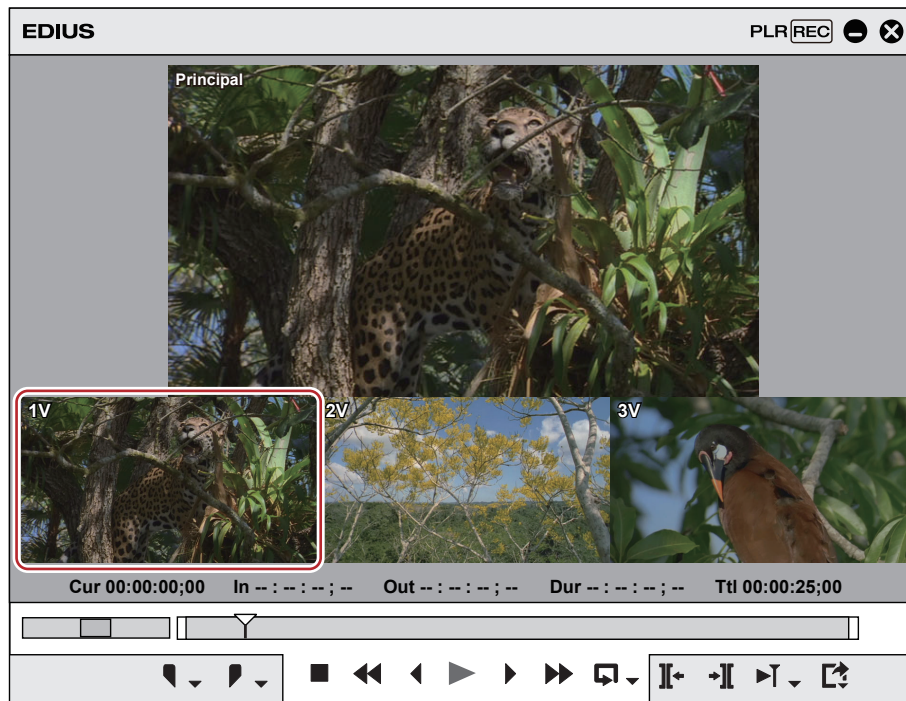 EDIUS
PLR REC
Principal
1V
2V
3V
Cur 00:00:00;00 In -- : -- : -- ; -- Out -- : -- : -- ; -- Dur -- : -- : -- ; -- Ttl 00:00:25;00